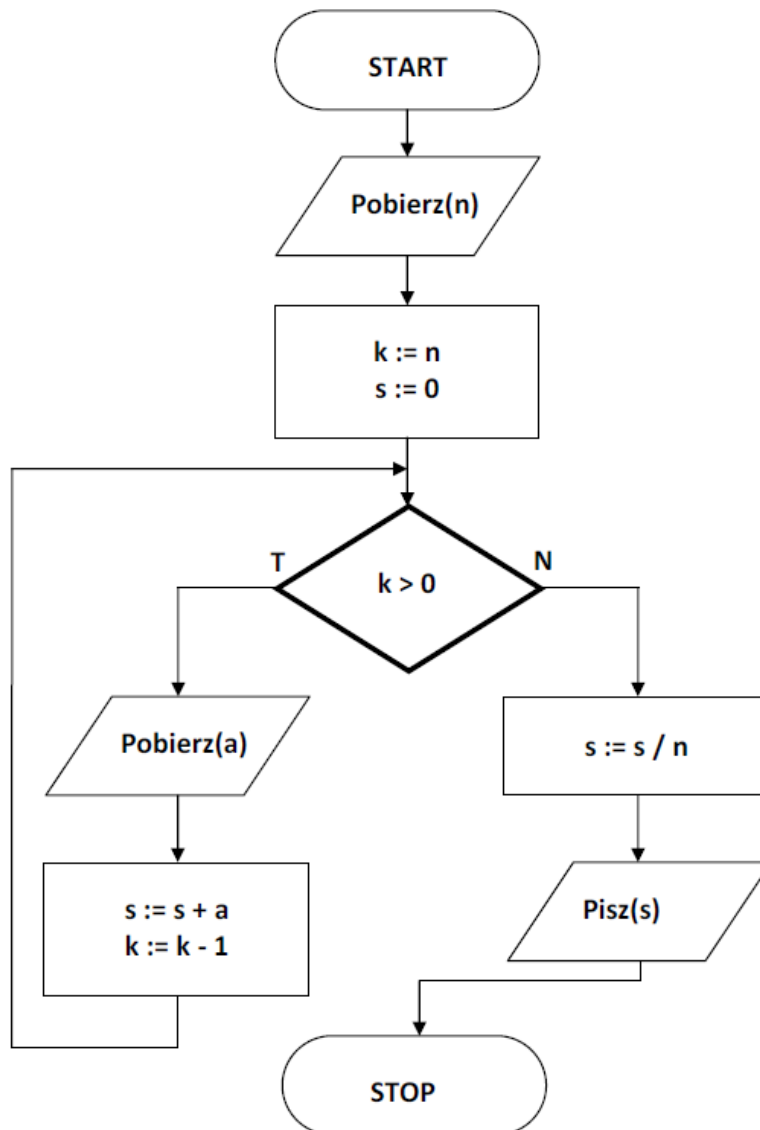 START
Pobierz(n)
k := n
s := 0
T
N
k > 0
Pobierz(a)
s := s / n
s := s + a
k := k - 1
Pisz(s)
STOP